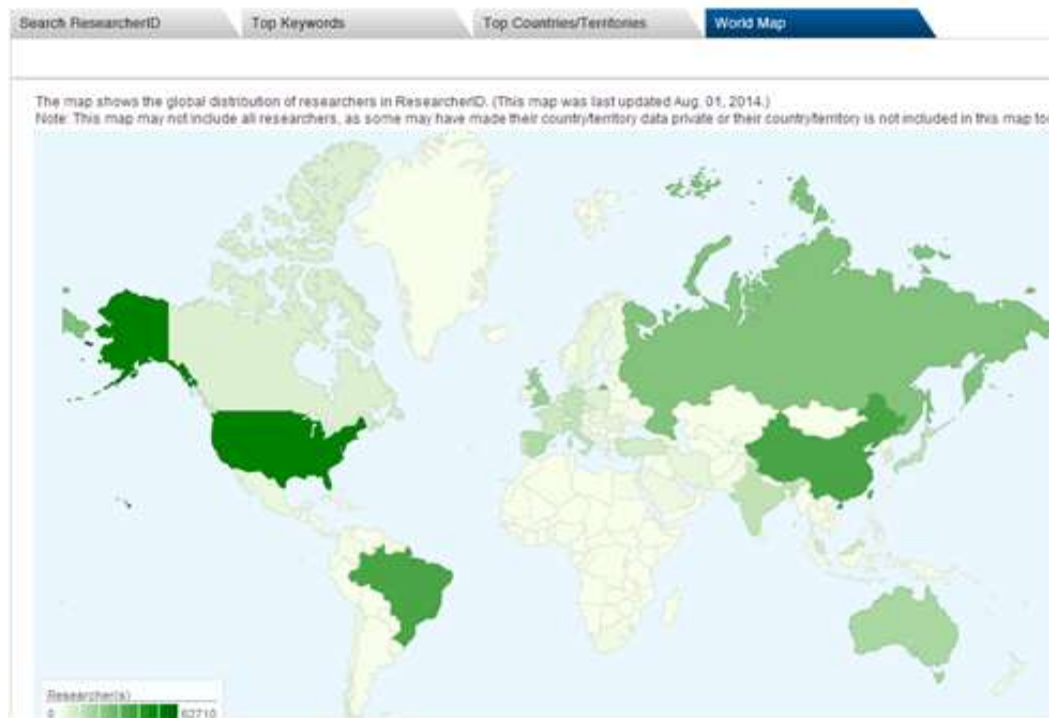 Search ResearcherID
Top Keywords
Top Countries/Territories
World Map
The map shows the global distribution of researchers in ResearcherID. (This map was last updated Aug. 01, 2014.)
Note: This map may not include all researchers, as some may have made their country/territory data private or their country/territory is not included in this map
Researcher(s)
0 62710